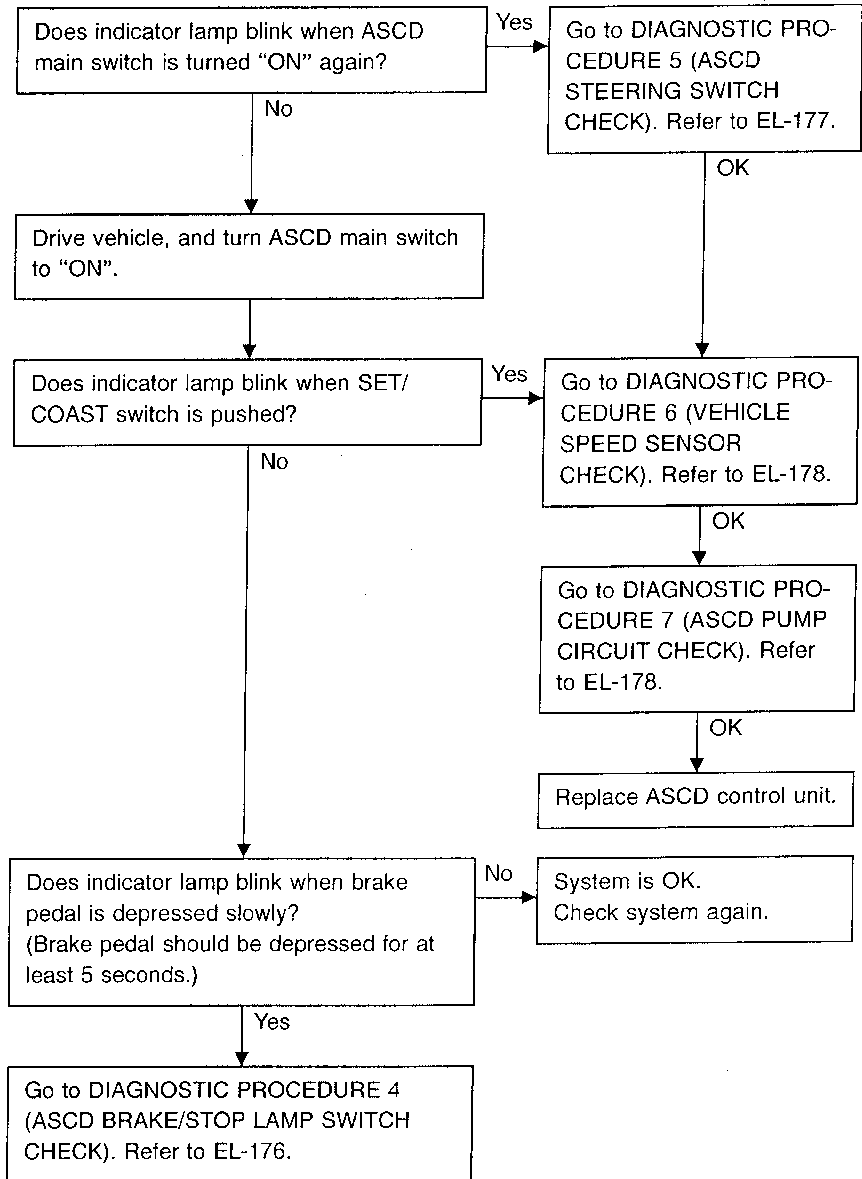 Does indicator lamp blink when ASCD
main switch is turned “ON” again?
Yes
Go to DIAGNOSTIC PRO-
CEDURE 5 (ASCD
STEERING SWITCH
CHECK). Refer to EL-177.
No
OK
Drive vehicle, and turn ASCD main switch
to “ON”.
Does indicator lamp blink when SET/
COAST switch is pushed?
Yes
Go to DIAGNOSTIC PRO-
CEDURE 6 (VEHICLE
SPEED SENSOR
CHECK). Refer to EL-178.
No
OK
Go to DIAGNOSTIC PRO-
CEDURE 7 (ASCD PUMP
CIRCUIT CHECK). Refer
to EL-178.
OK
Replace ASCD control unit.
Does indicator lamp blink when brake
pedal is depressed slowly?
(Brake pedal should be depressed for at
least 5 seconds.)
No
System is OK.
Check system again.
Yes
Go to DIAGNOSTIC PROCEDURE 4
(ASCD BRAKE/STOP LAMP SWITCH
CHECK). Refer to EL-176.